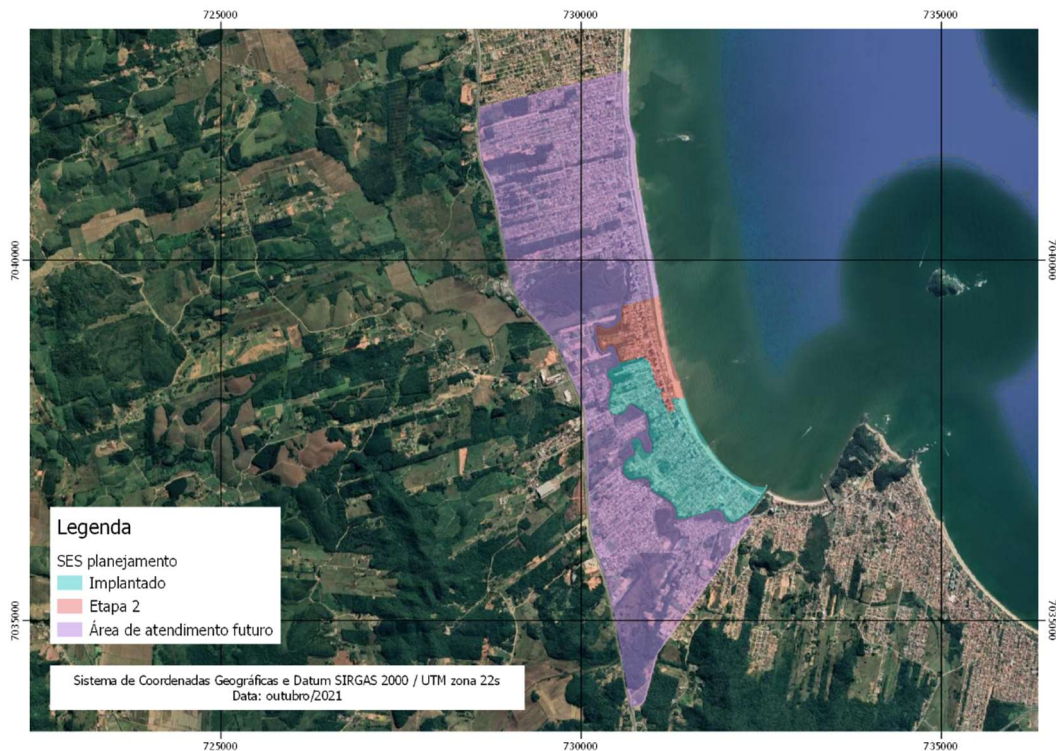 725000
730000
735000
7040000
7040000
Legenda
SES planejamento
Implantado
Etapa 2
Área de atendimento futuro
7035000
7035000
Sistema de Coordenadas Geográficas e Datum SIRGAS 2000 / UTM zona 22s
Data: outubro/2021
725000
730000
735000